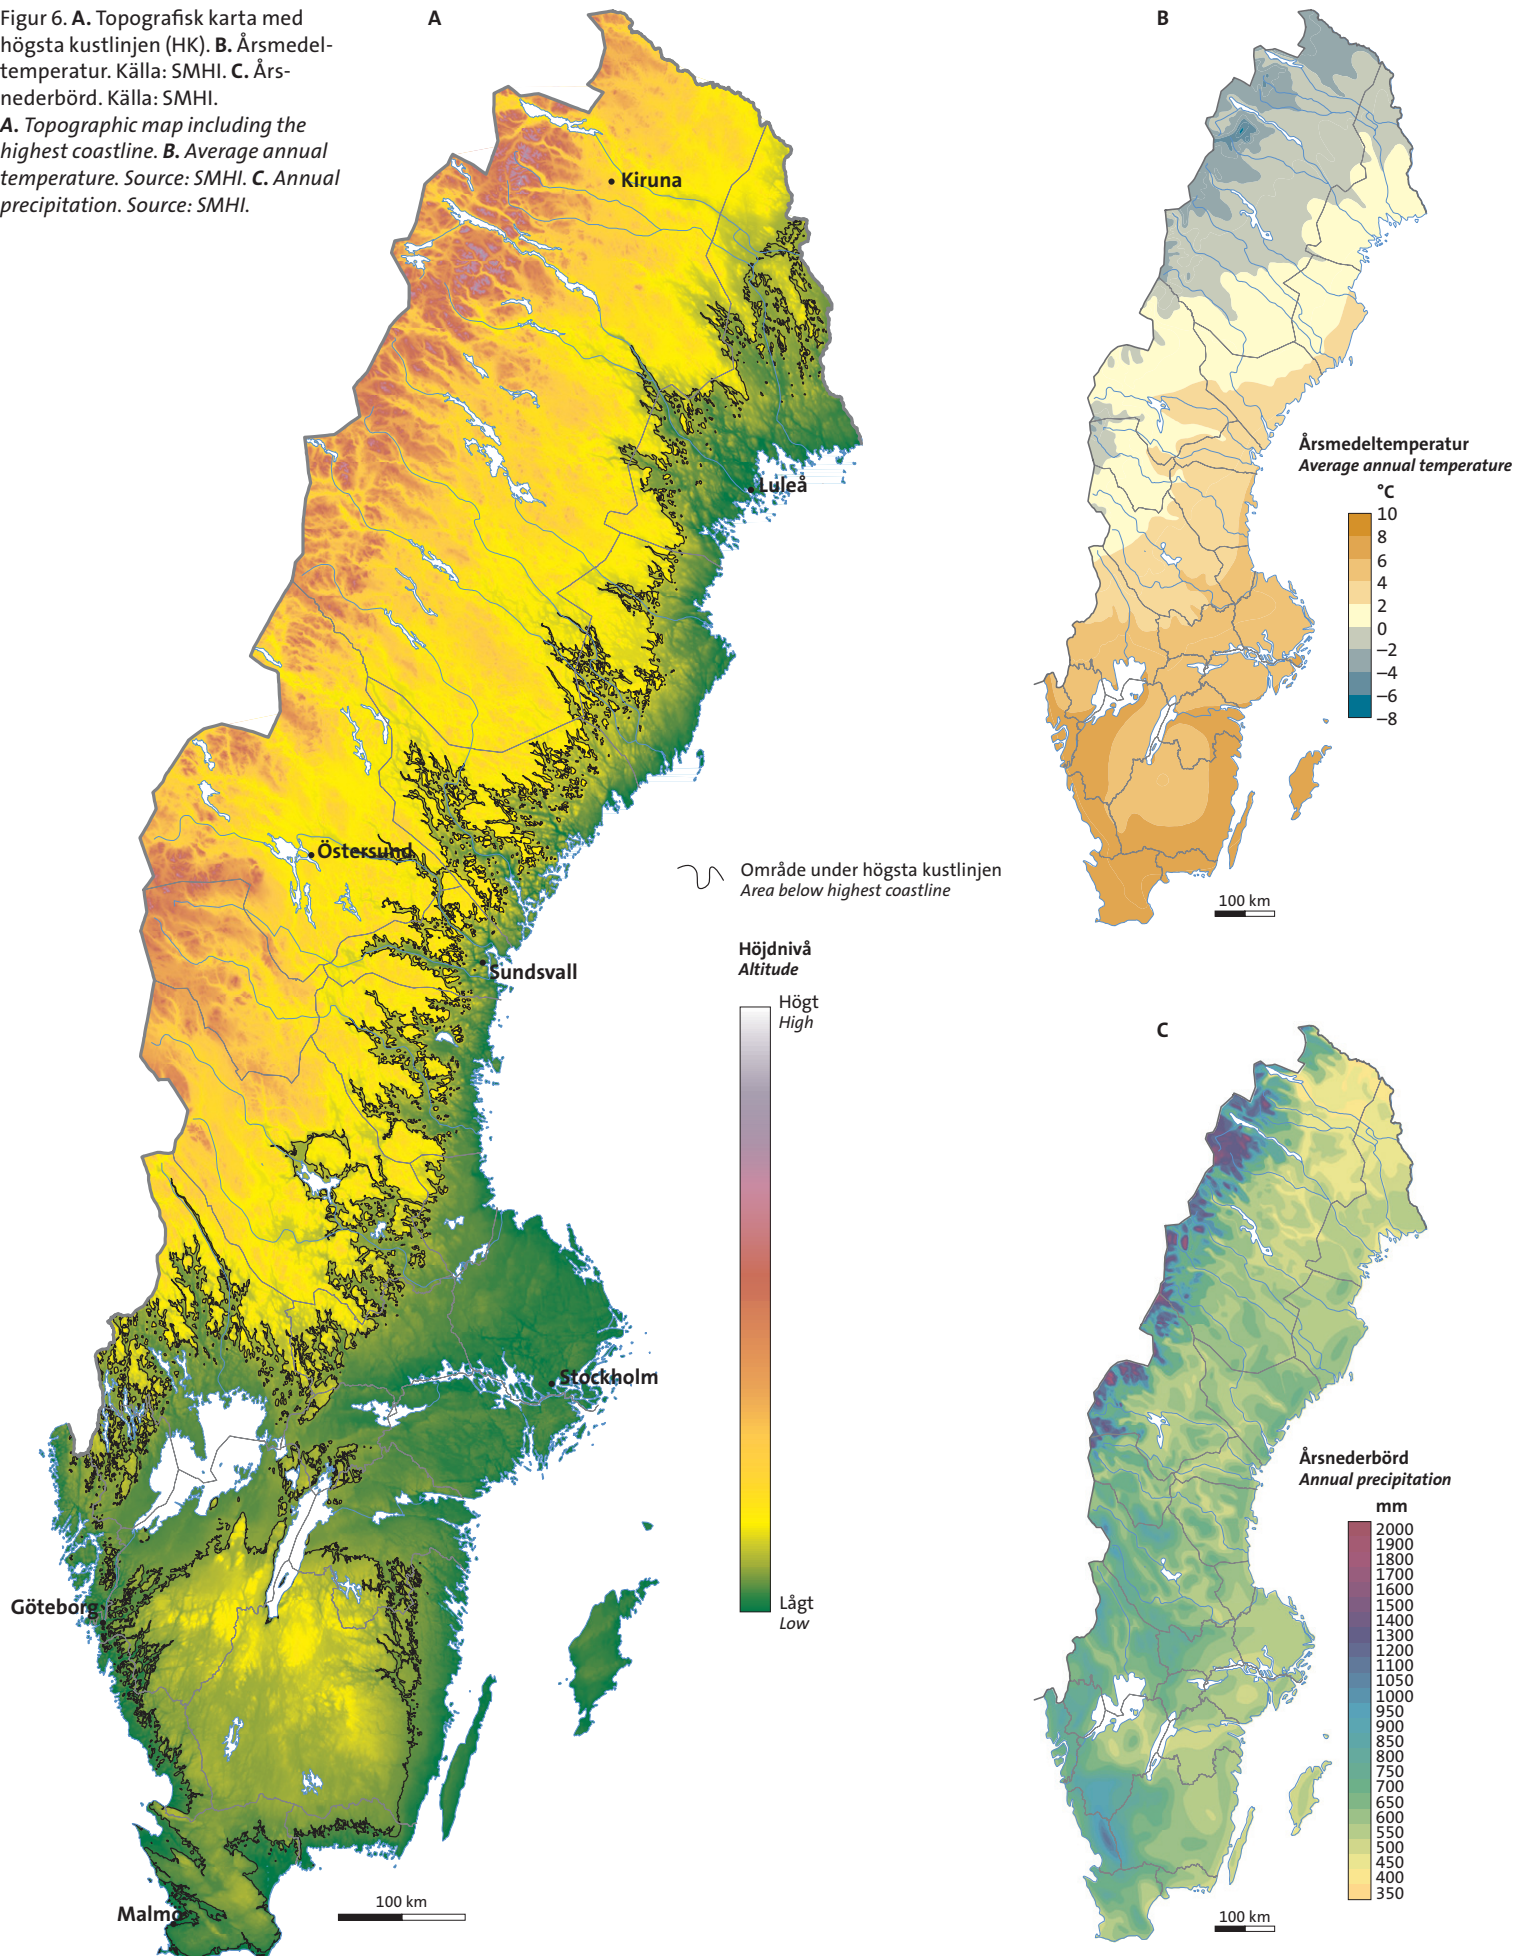 Figur 6. A. Topografisk karta med
högsta kustlinjen (HK). B. Årsmedel-
temperatur. Källa: SMHI. C. Års-
nederbörd. Källa: SMHI.
A. Topographic map including the
highest coastline. B. Average annual
temperature. Source: SMHI. C. Annual
precipitation. Source: SMHI.
A
Kiruna
Luleå
Östersund
Sundsvall
Stockholm
Göteborg
Malmö
100 km
Område under högsta kustlinjen
Area below highest coastline
Höjdnivå
Altitude
Högt
High
Lågt
Low
B
Årsmedeltemperatur
Average annual temperature
°C
10
8
6
4
2
0
–2
–4
–6
–8
100 km
C
Årsnederbörd
Annual precipitation
mm
2000
1900
1800
1700
1600
1500
1400
1300
1200
1100
1050
1000
950
900
850
800
750
700
650
600
550
500
450
400
350
100 km